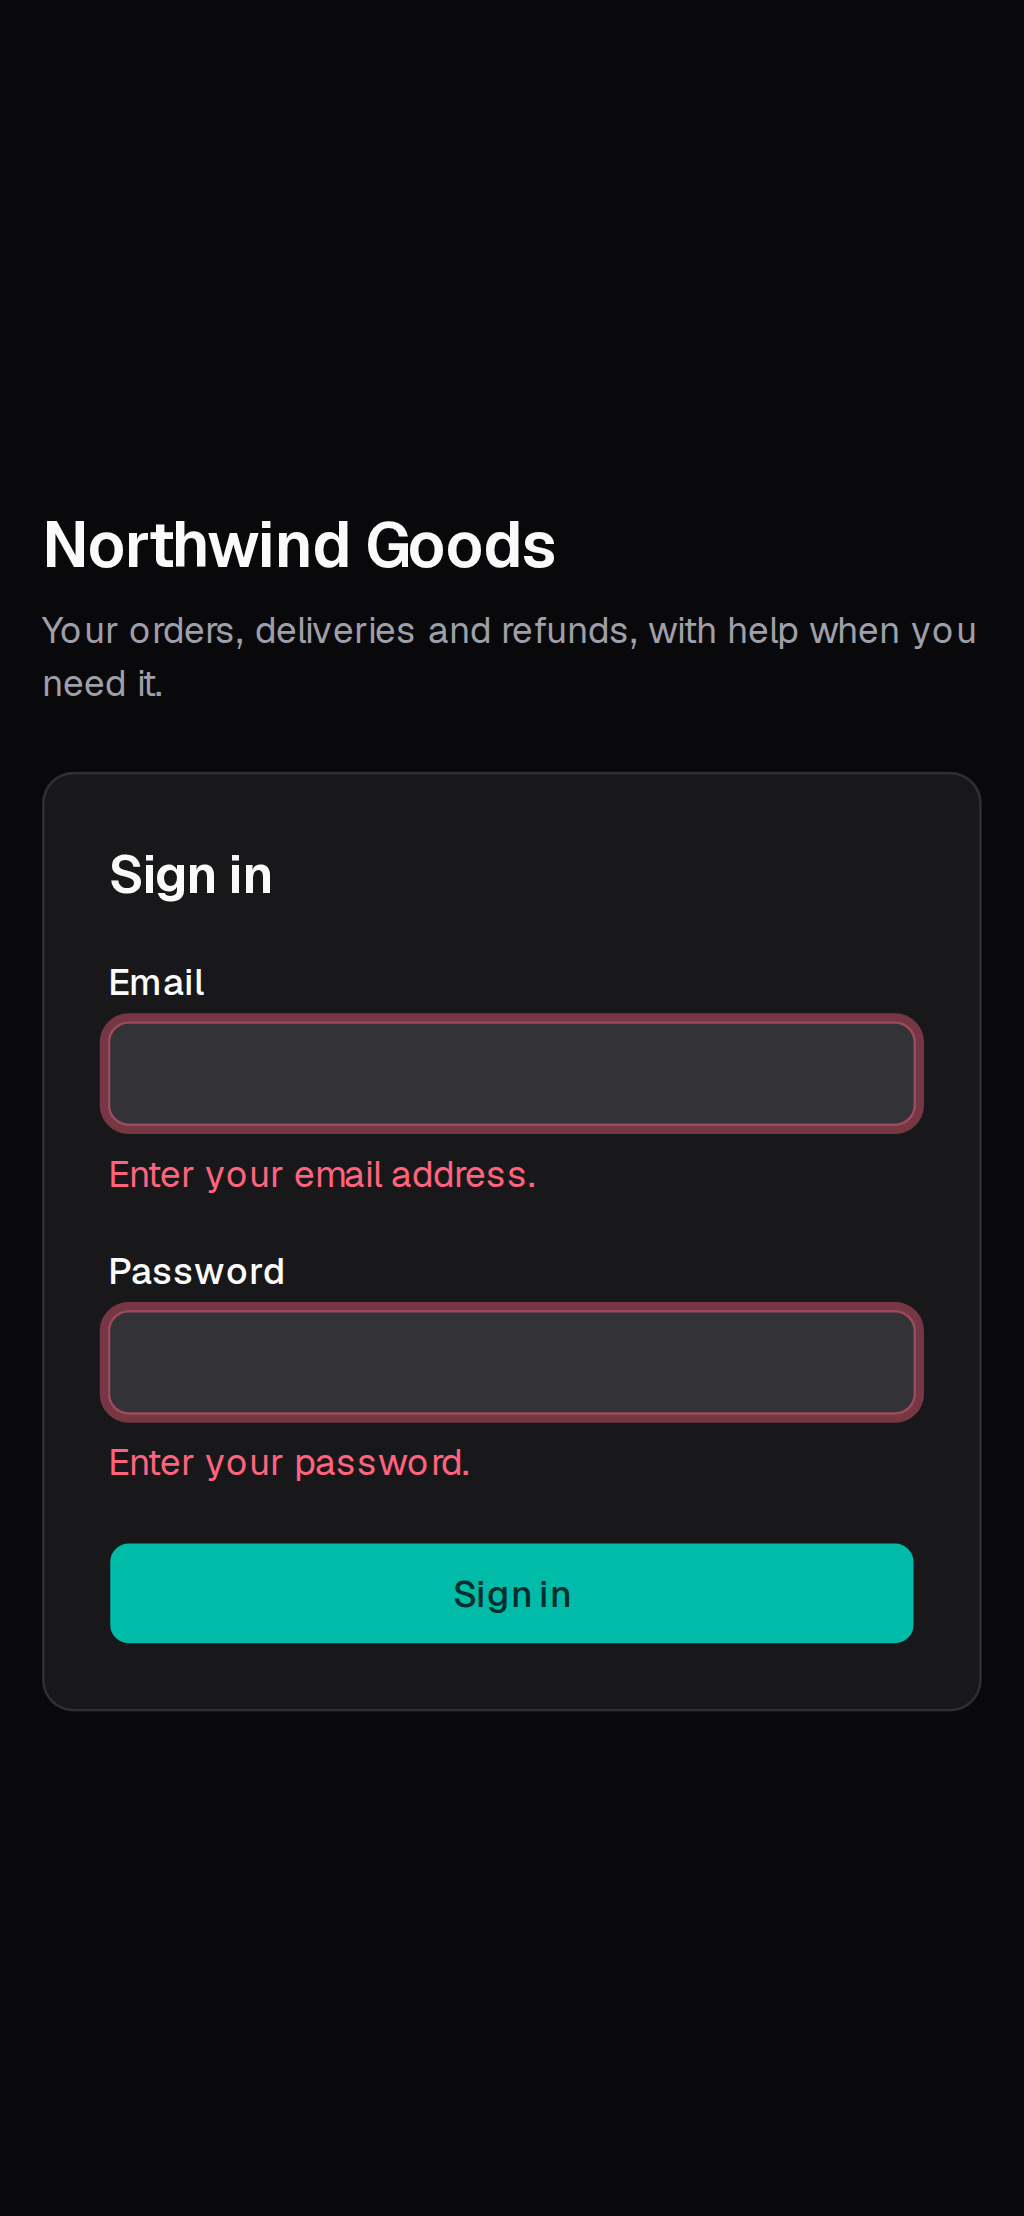 Northwind Goods
Your orders, deliveries and refunds, with help when you
need it.
Sign in
Email
Enter your email address.
Password
Enter your password.
Sign in